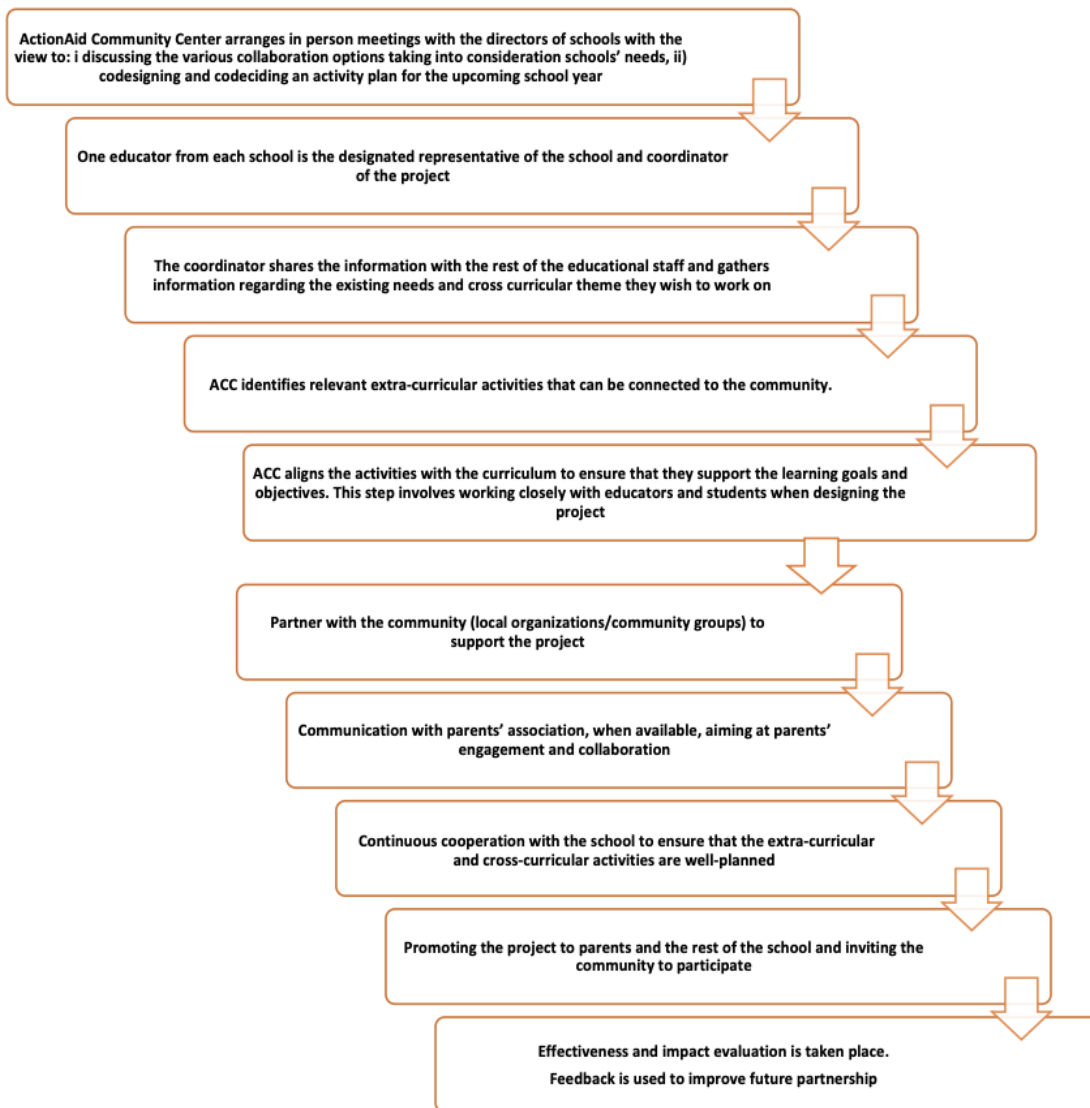 ActionAid Community Center arranges in person meetings with the directors of schools with the
view to: i discussing the various collaboration options taking into consideration schools' needs, ii)
codesigning and codeciding an activity plan for the upcoming school year
One educator from each school is the designated representative of the school and coordinator
of the project
The coordinator shares the information with the rest of the educational staff and gathers
information regarding the existing needs and cross curricular theme they wish to work on
ACC identifies relevant extra-curricular activities that can be connected to the community.
ACC aligns the activities with the curriculum to ensure that they support the learning goals and
objectives. This step involves working closely with educators and students when designing the
project
Partner with the community (local organizations/community groups) to
support the project
Communication with parents' association, when available, aiming at parents'
engagement and collaboration
Continuous cooperation with the school to ensure that the extra-curricular
and cross-curricular activities are well-planned
Promoting the project to parents and the rest of the school and inviting the
community to participate
Effectiveness and impact evaluation is taken place.
Feedback is used to improve future partnership